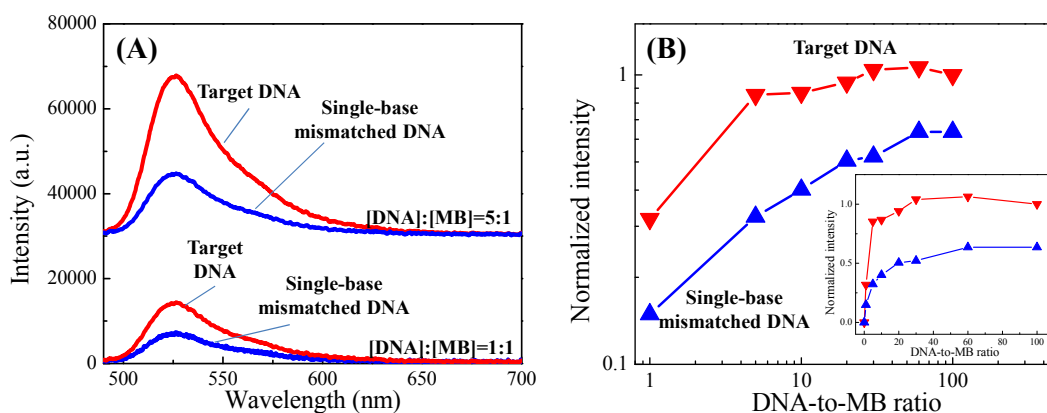 (A)
80000
60000
40000
20000
0
Intensity (a.u.)
Target DNA
Single-base
mismatched DNA
[DNA]:[MB]=5:1
Target
DNA
Single-base
mismatched DNA
[DNA]:[MB]=1:1
500
550
600
650
700
Wavelength (nm)
(B)
1
0.1
Normalized intensity
Target DNA
Single-base
mismatched DNA
1
10
100
DNA-to-MB ratio
1.0
0.5
0.0
Normalized intensity
0
20
40
60
80
100
DNA-to-MB ratio